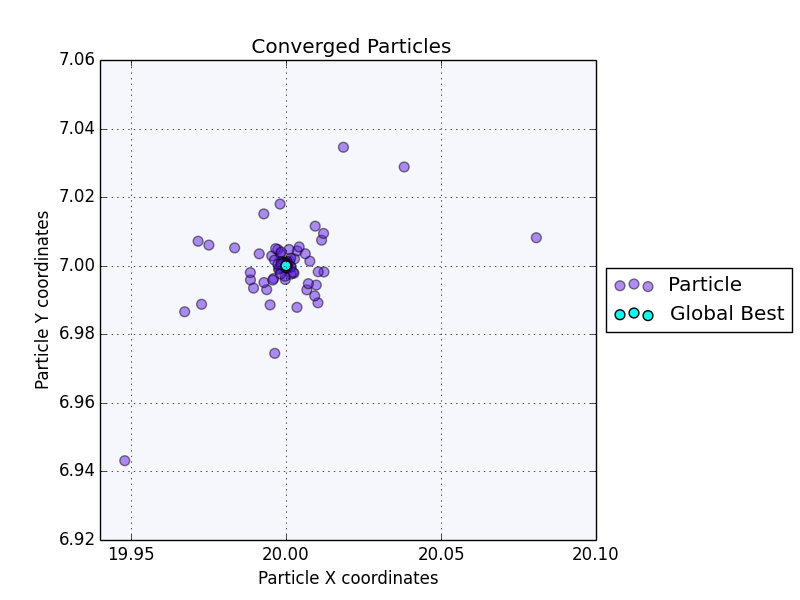 Converged Particles
7.06
7.04
7.02
7.00
6.98
6.96
6.94
6.92
Particle Y coordinates
19.95 20.00 20.05 20.10
Particle X coordinates
Particle
Global Best